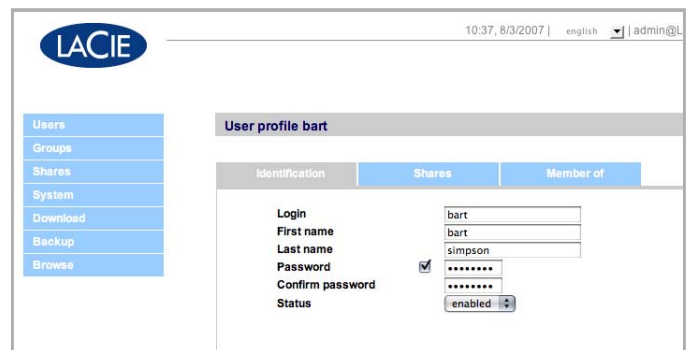 LACIE
10:37, 8/3/2007 | english | admin@L
Users
Groups
Shares
System
Download
Backup
Browse
User profile bart
Identification Shares Member of
Login bart
First name bart
Last name simpson
Password ••••••••
Confirm password ••••••••
Status enabled